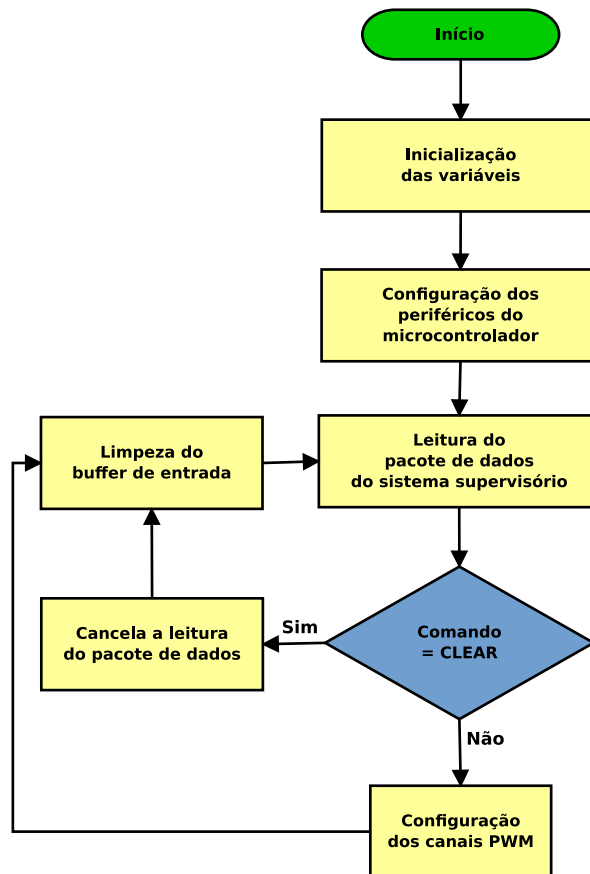 Início
Inicialização
das variáveis
Configuração dos
periféricos do
microcontrolador
Limpeza do
buffer de entrada
Leitura do
pacote de dados
do sistema supervisório
Cancela a leitura
do pacote de dados
Sim
Comando
= CLEAR
Não
Configuração
dos canais PWM